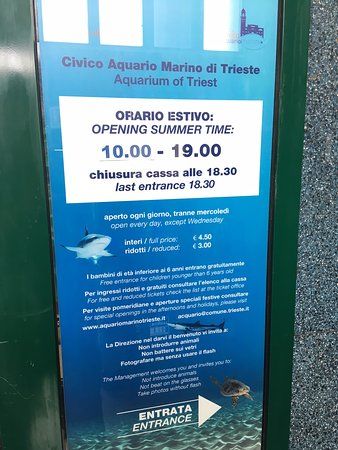 Civico Aquario Marino di Trieste
Aquarium of Triest
ORARIO ESTIVO:
OPENING SUMMER TIME:
10.00 - 19.00
chiusura cassa alle 18.30
last entrance 18.30
aperto ogni giorno, tranne mercoledì
open every day, except Wednesday
interi / full price: € 4.50
ridotti / reduced: € 3.00
I bambini di età inferiore ai 6 anni entrano gratuitamente
Free entrance for children younger than 6 years old
Per ingressi ridotti e gratuiti consultare l'elenco alla cassa
For free and reduced tickets check the list at the ticket office
Per visite pomeridiane e aperture speciali festive consultare
for special openings in the afternoons and holidays, please visit
www.aquariomarinotrieste.it acquario@comune.trieste.it
La Direzione nel darvi il benvenuto vi invita a:
Non introdurre animali
Non battere sui vetri
Fotografare ma senza usare il flash
The Management welcomes you and invites you to:
Not introduce animals
Not beat on the glasses
Take photos without flash
ENTRATA
ENTRANCE